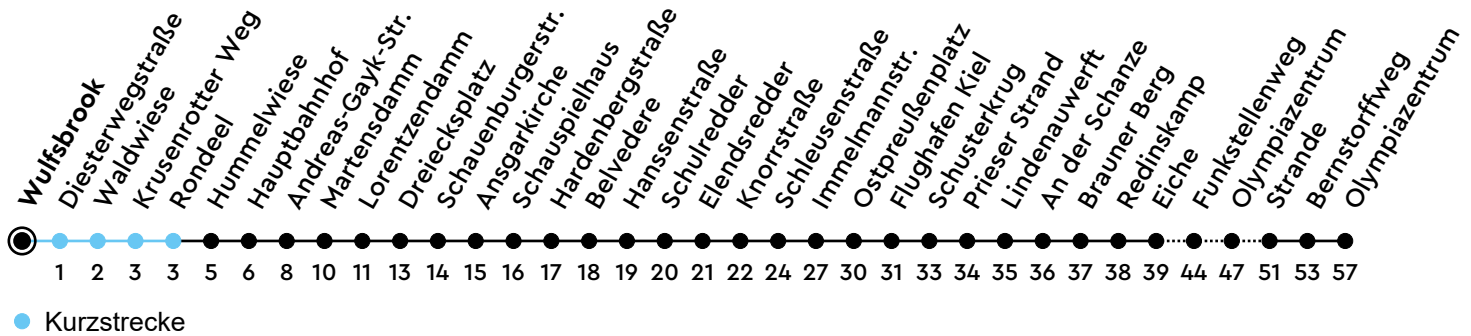 Wulfsbrook
Diesterwegstraße
Waldwiese
Krusenrotter Weg
Rondeel
Hummelwiese
Hauptbahnhof
Andreas-Gayk-Str.
Martensdamm
Lorentzendamm
Dreiecksplatz
Schauenburgerstr.
Ansgarkirche
Schauspielhaus
Hardenbergstraße
Belvedere
Hanssenstraße
Schulredder
Elendsredder
Knorrstraße
Schleusenstraße
Immelmannstr.
Ostpreußenplatz
Flughafen Kiel
Schusterkrug
Prieser Strand
Lindenauwerft
An der Schanze
Brauner Berg
Redinskamp
Eiche
Funkstellenweg
Olympiazentrum
Strande
Bernstorffweg
Olympiazentrum
1 2 3 3 5 6 8 10 11 13 14 15 16 17 18 19 20 21 22 24 27 30 31 33 34 35 36 37 38 39 44 47 51 53 57
Kurzstrecke